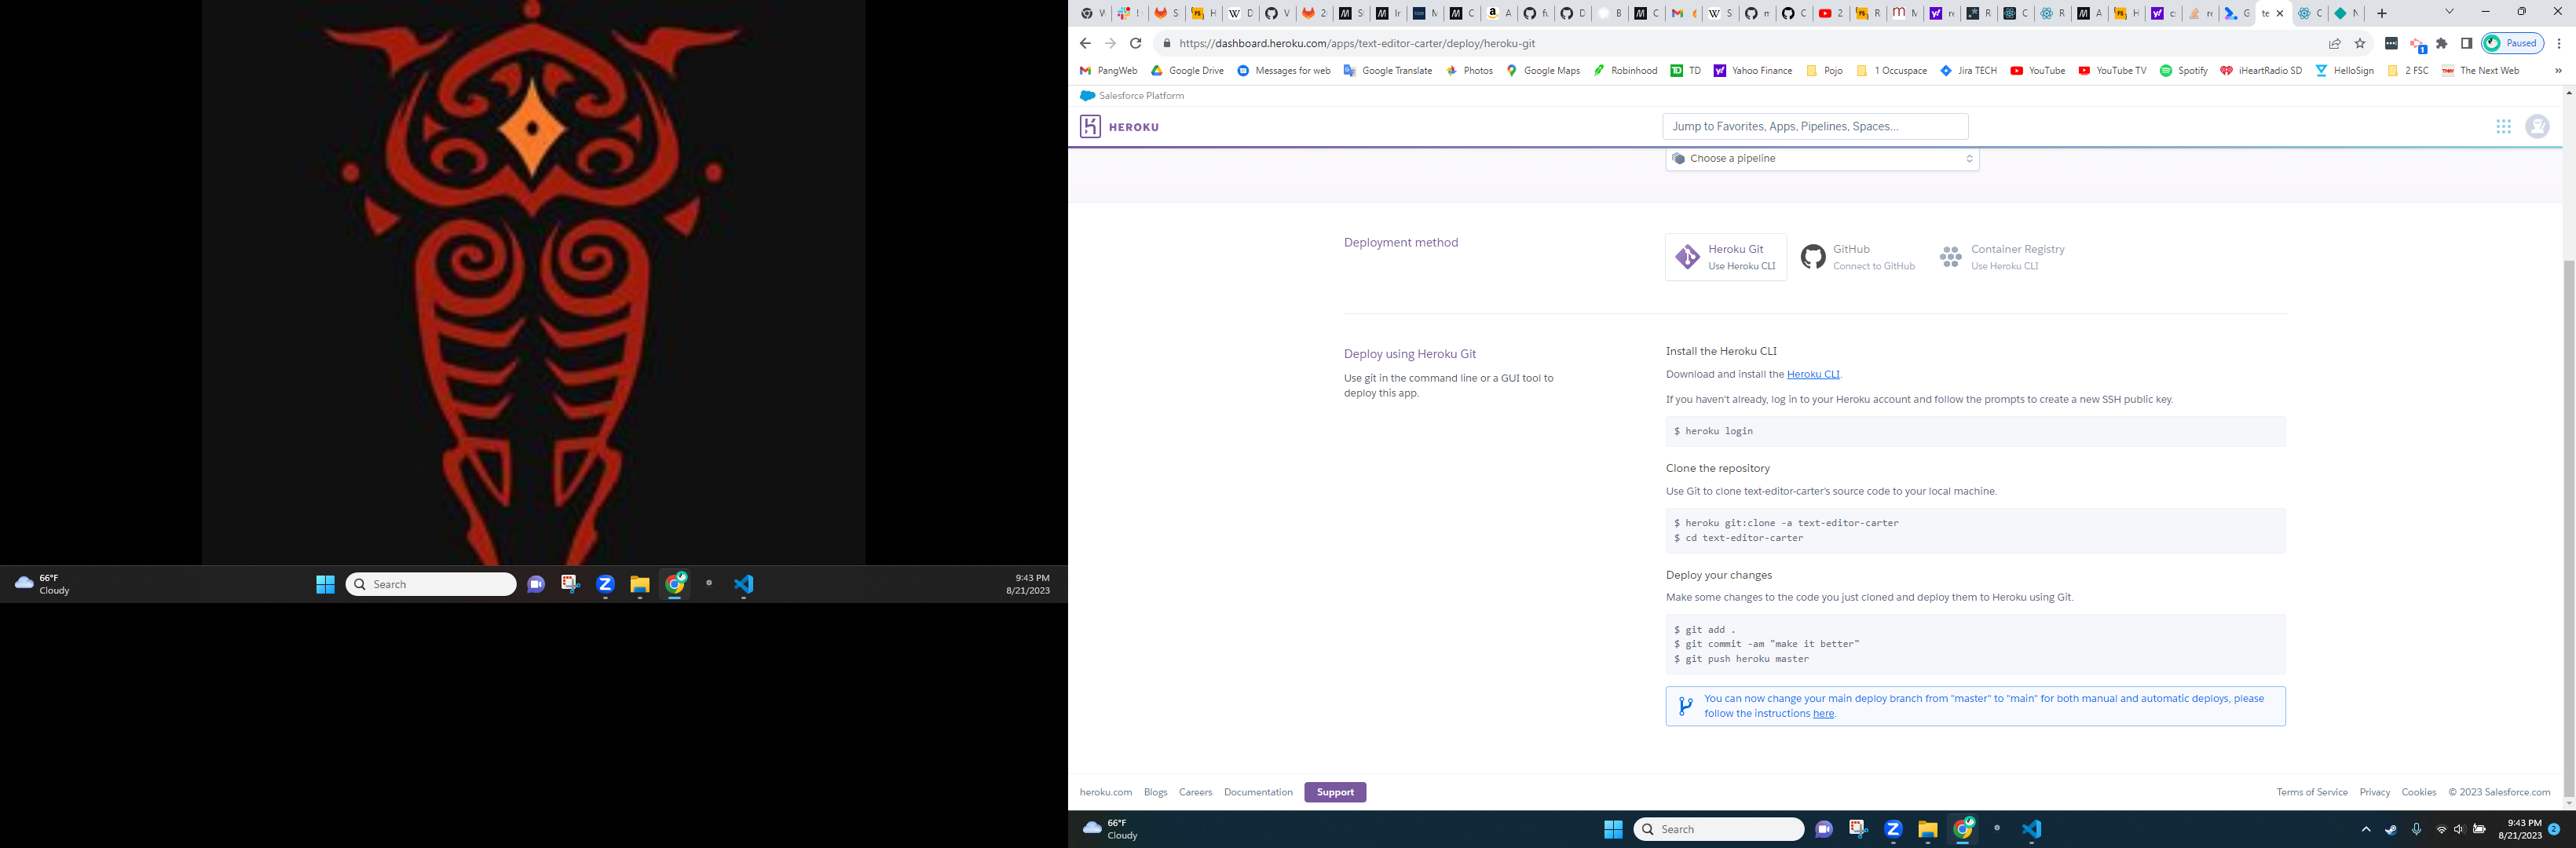 https://dashboard.heroku.com/apps/text-editor-carter/deploy/heroku-git
Paused
PangWeb
Google Drive
Messages for web
Google Translate
Photos
Google Maps
Robinhood
TD
Yahoo Finance
Pojo
1 Occuspace
Jira TECH
YouTube
YouTube TV
Spotify
iHeartRadio SD
HelloSign
2 FSC
The Next Web
Salesforce Platform
HEROKU
Jump to Favorites, Apps, Pipelines, Spaces...
Choose a pipeline
Deployment method
Heroku Git
Use Heroku CLI
GitHub
Connect to GitHub
Container Registry
Use Heroku CLI
Deploy using Heroku Git
Use git in the command line or a GUI tool to
deploy this app.
Install the Heroku CLI
Download and install the Heroku CLI.
If you haven't already, log in to your Heroku account and follow the prompts to create a new SSH public key.
$ heroku login
Clone the repository
Use Git to clone text-editor-carter's source code to your local machine.
$ heroku git:clone -a text-editor-carter
$ cd text-editor-carter
Deploy your changes
Make some changes to the code you just cloned and deploy them to Heroku using Git.
$ git add .
$ git commit -am "make it better"
$ git push heroku master
You can now change your main deploy branch from "master" to "main" for both manual and automatic deploys, please
follow the instructions here.
heroku.com
Blogs
Careers
Documentation
Support
Terms of Service
Privacy
Cookies
© 2023 Salesforce.com
66°F
Cloudy
Search
9:43 PM
8/21/2023
66°F
Cloudy
Search
9:43 PM
8/21/2023
2